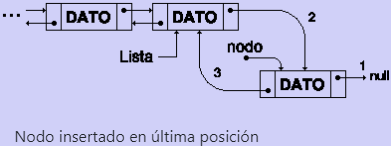 ...
DATO DATO 2
Lista nodo
3 DATO 1 null
Nodo insertado en última posición